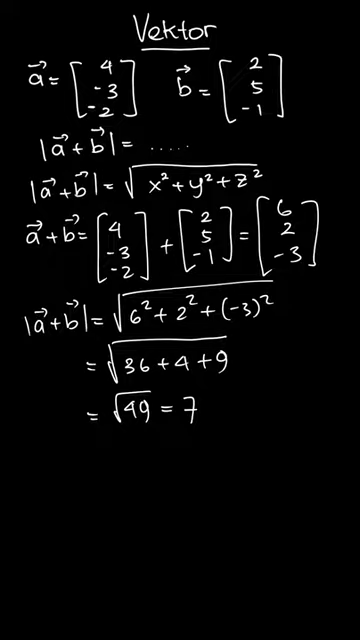 Vektor
a⃗ = [4 -3 -2] b⃗ = [2 5 -1]
|a⃗ + b⃗| = .....
|a⃗ + b⃗| = √(x² + y² + z²)
a⃗ + b⃗ = [4 -3 -2] + [2 5 -1] = [6 2 -3]
|a⃗ + b⃗| = √(6² + 2² + (-3)²)
= √(36 + 4 + 9)
= √49 = 7